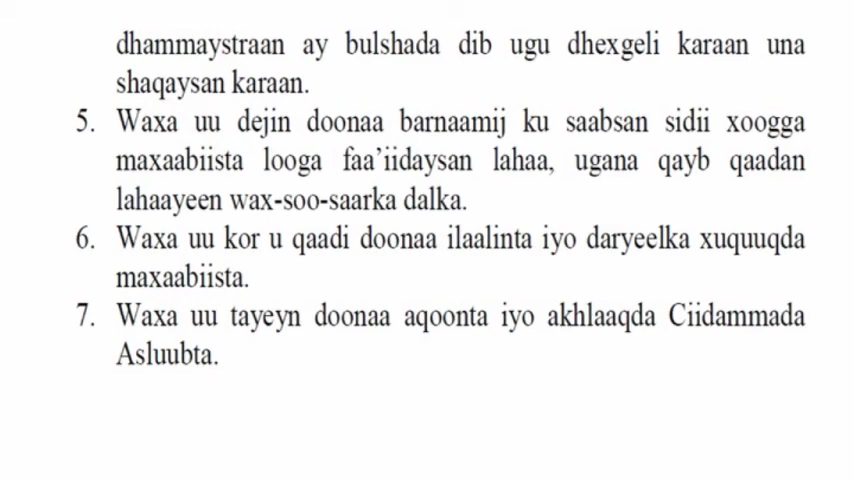 dhammaystraan ay bulshada dib ugu dhexgeli karaan una
shaqaysan karaan.
5. Waxa uu dejin doonaa barnaamij ku saabsan sidii xoogga
maxaabiista looga faa’iidaysan lahaa, ugana qayb qaadan
lahaayeen wax-soo-saarka dalka.
6. Waxa uu kor u qaadi doonaa ilaalinta iyo daryeelka xuquuqda
maxaabiista.
7. Waxa uu tayeyn doonaa aqoonta iyo akhlaaqda Ciidammada
Asluubta.